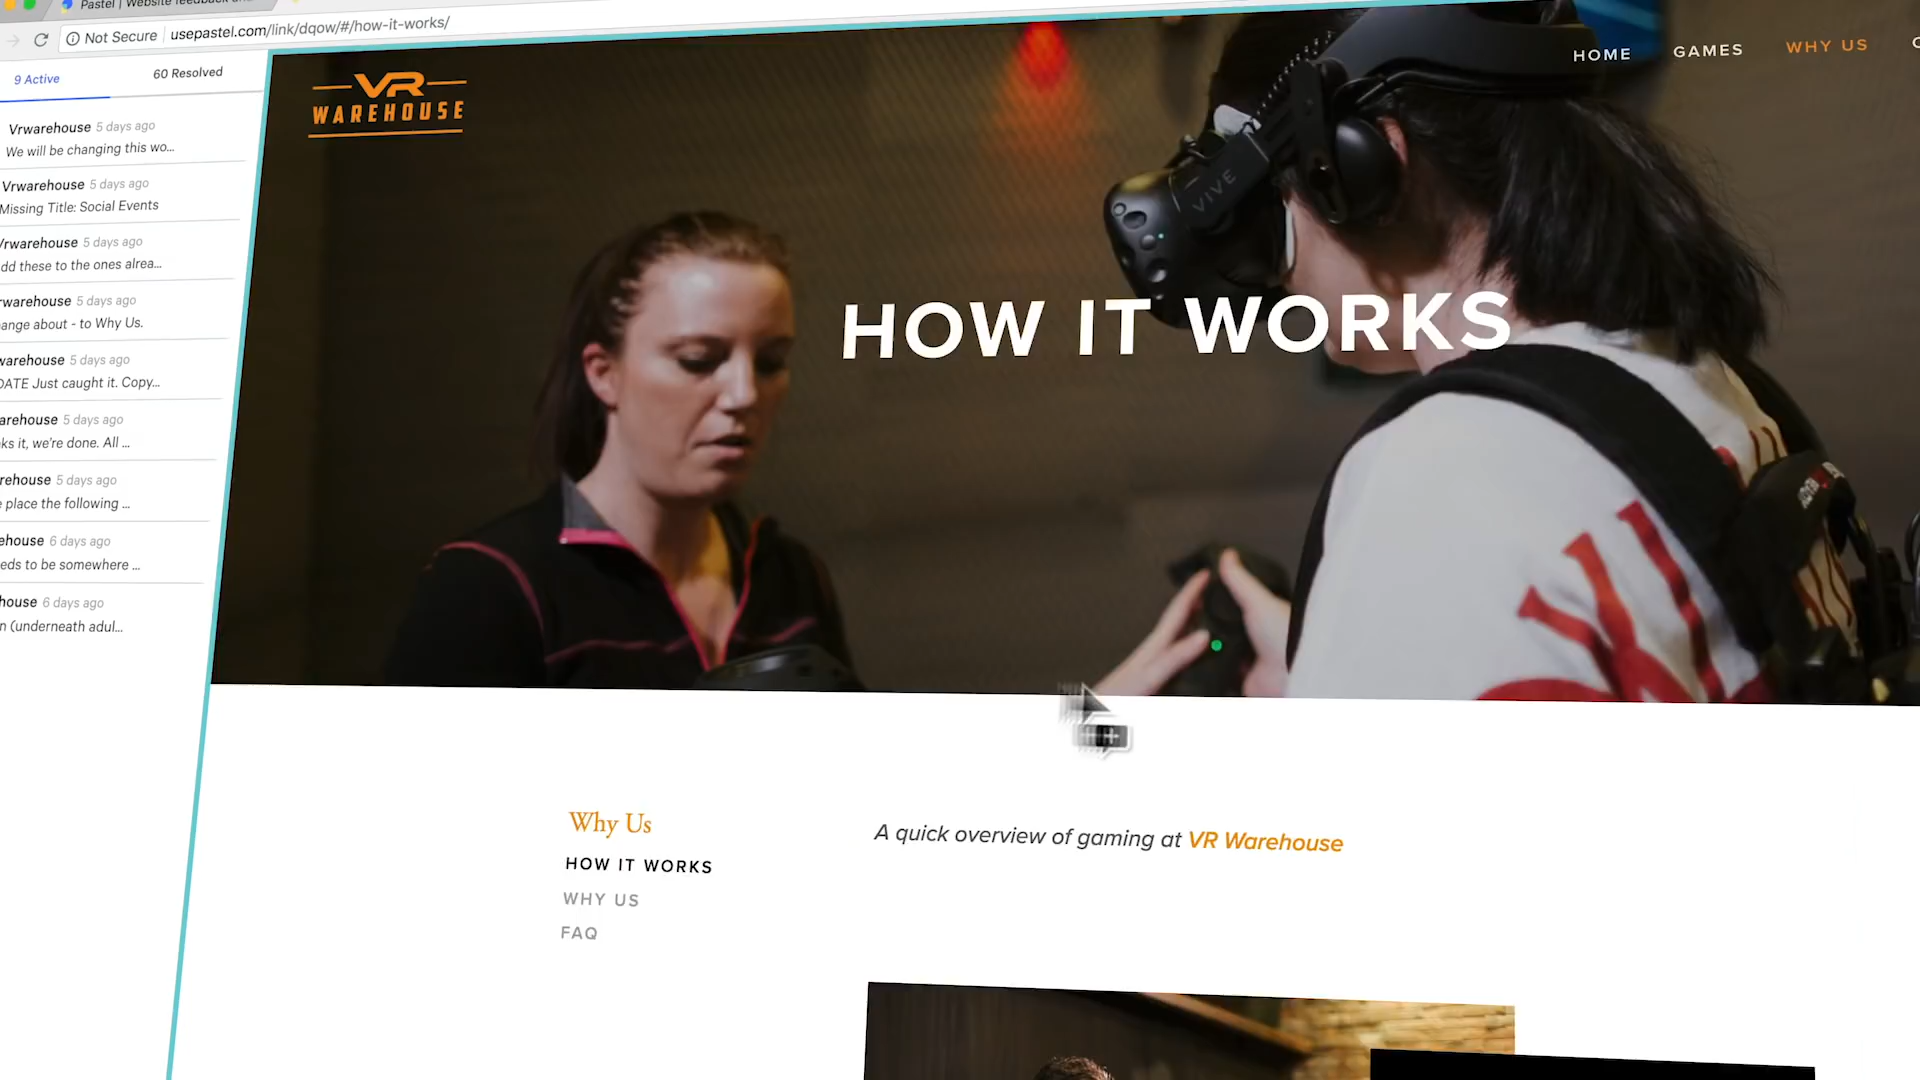 Pastel | Website feedback and
Not Secure
usepastel.com/link/dqow/#/how-it-works/
9 Active
60 Resolved
Vrwarehouse 5 days ago
We will be changing this wo...
Vrwarehouse 5 days ago
Missing Title: Social Events
Vrwarehouse 5 days ago
dd these to the ones alrea...
rwarehouse 5 days ago
ange about - to Why Us.
warehouse 5 days ago
DATE Just caught it. Copy...
arehouse 5 days ago
ks it, we're done. All ...
rehouse 5 days ago
e place the following ...
ehouse 6 days ago
eds to be somewhere ...
house 6 days ago
n (underneath adul...
VR
WAREHOUSE
HOME
GAMES
WHY US
VIVE
HOW IT WORKS
Why Us
HOW IT WORKS
WHY US
FAQ
A quick overview of gaming at VR Warehouse